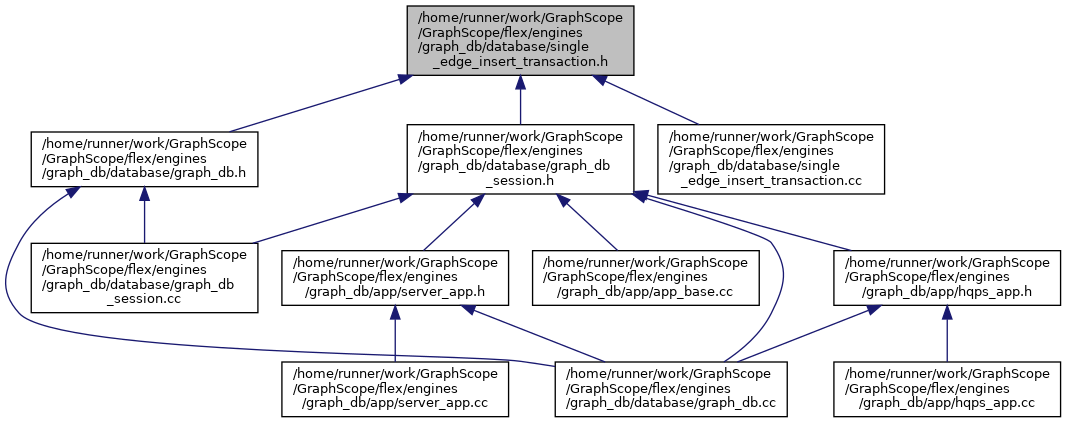 /home/runner/work/GraphScope
/GraphScope/flex/engines
/graph_db/database/single
_edge_insert_transaction.h
/home/runner/work/GraphScope
/GraphScope/flex/engines
/graph_db/database/graph_db.h
/home/runner/work/GraphScope
/GraphScope/flex/engines
/graph_db/database/graph_db
_session.h
/home/runner/work/GraphScope
/GraphScope/flex/engines
/graph_db/database/single
_edge_insert_transaction.cc
/home/runner/work/GraphScope
/GraphScope/flex/engines
/graph_db/database/graph_db
_session.cc
/home/runner/work/GraphScope
/GraphScope/flex/engines
/graph_db/app/server_app.h
/home/runner/work/GraphScope
/GraphScope/flex/engines
/graph_db/app/app_base.cc
/home/runner/work/GraphScope
/GraphScope/flex/engines
/graph_db/app/hqps_app.h
/home/runner/work/GraphScope
/GraphScope/flex/engines
/graph_db/app/server_app.cc
/home/runner/work/GraphScope
/GraphScope/flex/engines
/graph_db/database/graph_db.cc
/home/runner/work/GraphScope
/GraphScope/flex/engines
/graph_db/app/hqps_app.cc